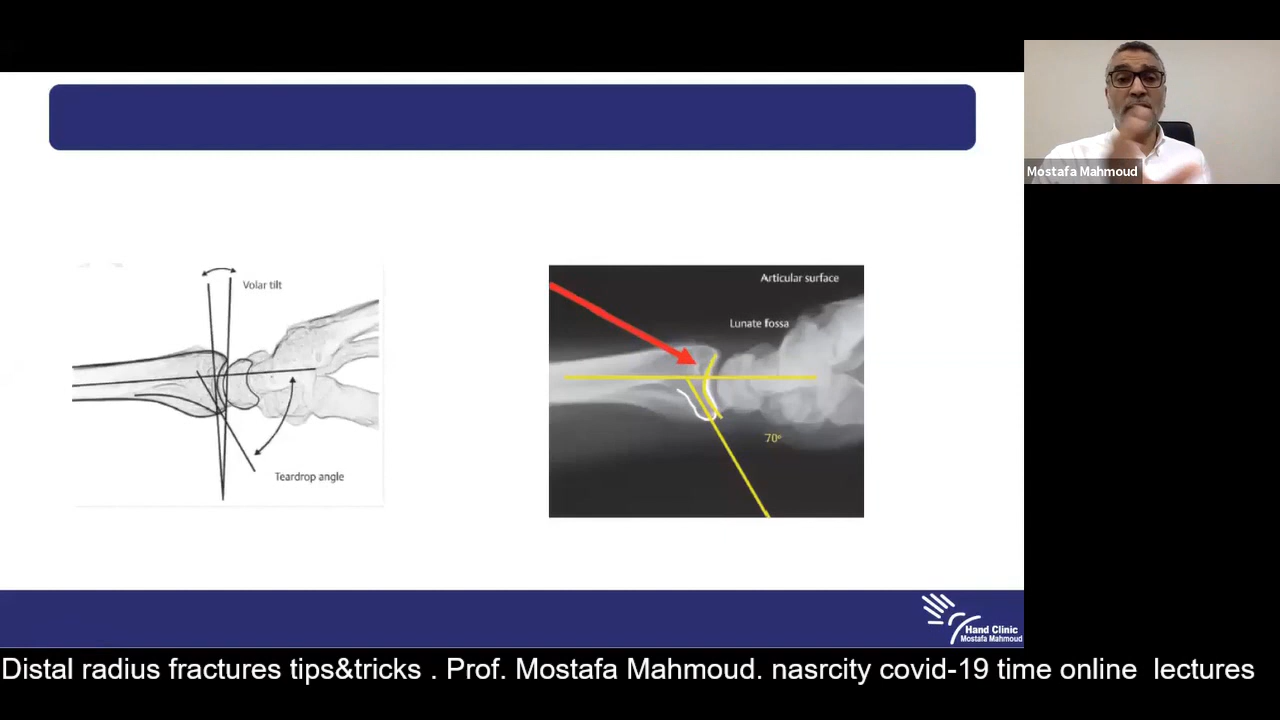 Mostafa Mahmoud
Volar tilt
Teardrop angle
Articular surface
Lunate fossa
70º
Hand Clinic
Mostafa Mahmoud
Distal radius fractures tips&tricks . Prof. Mostafa Mahmoud. nasrcity covid-19 time online  lectures